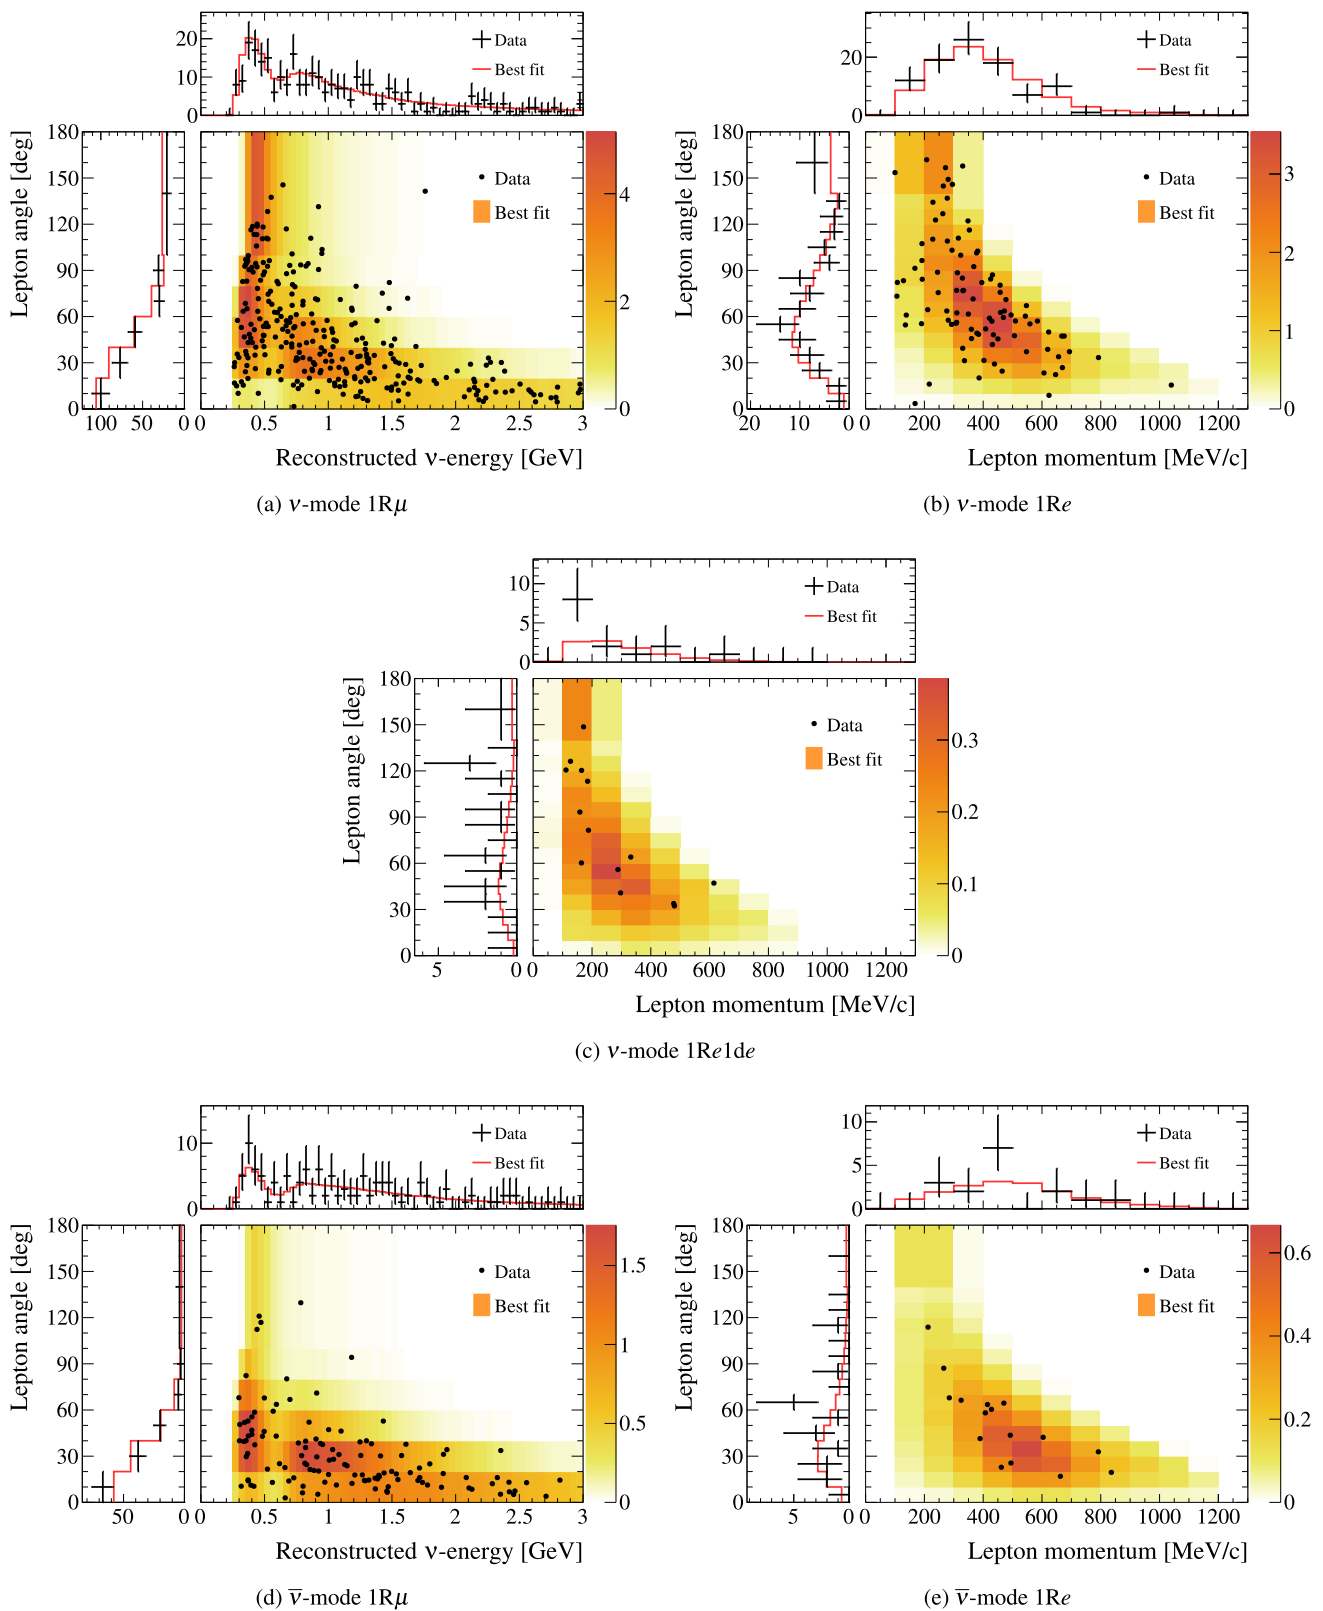 20
10
0
Data
Best fit
180
150
120
90
60
30
0
Lepton angle [deg]
100 50 0
Data
Best fit
4
2
0
0 0.5 1 1.5 2 2.5 3
Reconstructed ν-energy [GeV]
(a) ν-mode 1Rμ
20
0
Data
Best fit
180
150
120
90
60
30
0
Lepton angle [deg]
20 10 0
Data
Best fit
3
2
1
0
200 400 600 800 1000 1200
Lepton momentum [MeV/c]
(b) ν-mode 1Re
10
5
0
Data
Best fit
180
150
120
90
60
30
0
Lepton angle [deg]
5 0
Data
Best fit
0.3
0.2
0.1
0
0 200 400 600 800 1000 1200
Lepton momentum [MeV/c]
(c) ν-mode 1Re1de
10
0
Data
Best fit
180
150
120
90
60
30
0
Lepton angle [deg]
50 0
Data
Best fit
1.5
1
0.5
0
0.5 1 1.5 2 2.5 3
Reconstructed ν-energy [GeV]
(d) ν̅-mode 1Rμ
10
5
0
Data
Best fit
180
150
120
90
60
30
0
Lepton angle [deg]
5 0
Data
Best fit
0.6
0.4
0.2
0
200 400 600 800 1000 1200
Lepton momentum [MeV/c]
(e) ν̅-mode 1Re